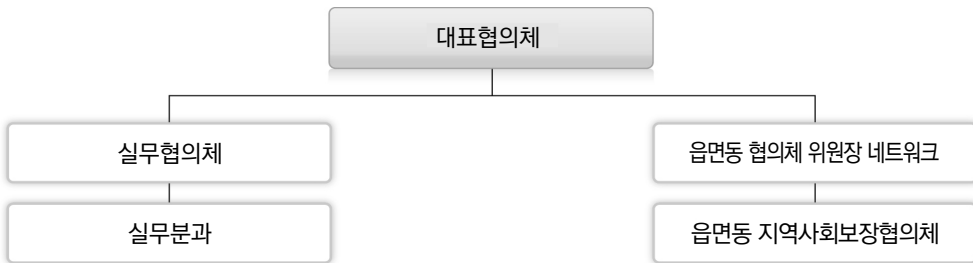 대표협의체
실무협의체
읍면동 협의체 위원장 네트워크
실무분과
읍면동 지역사회보장협의체